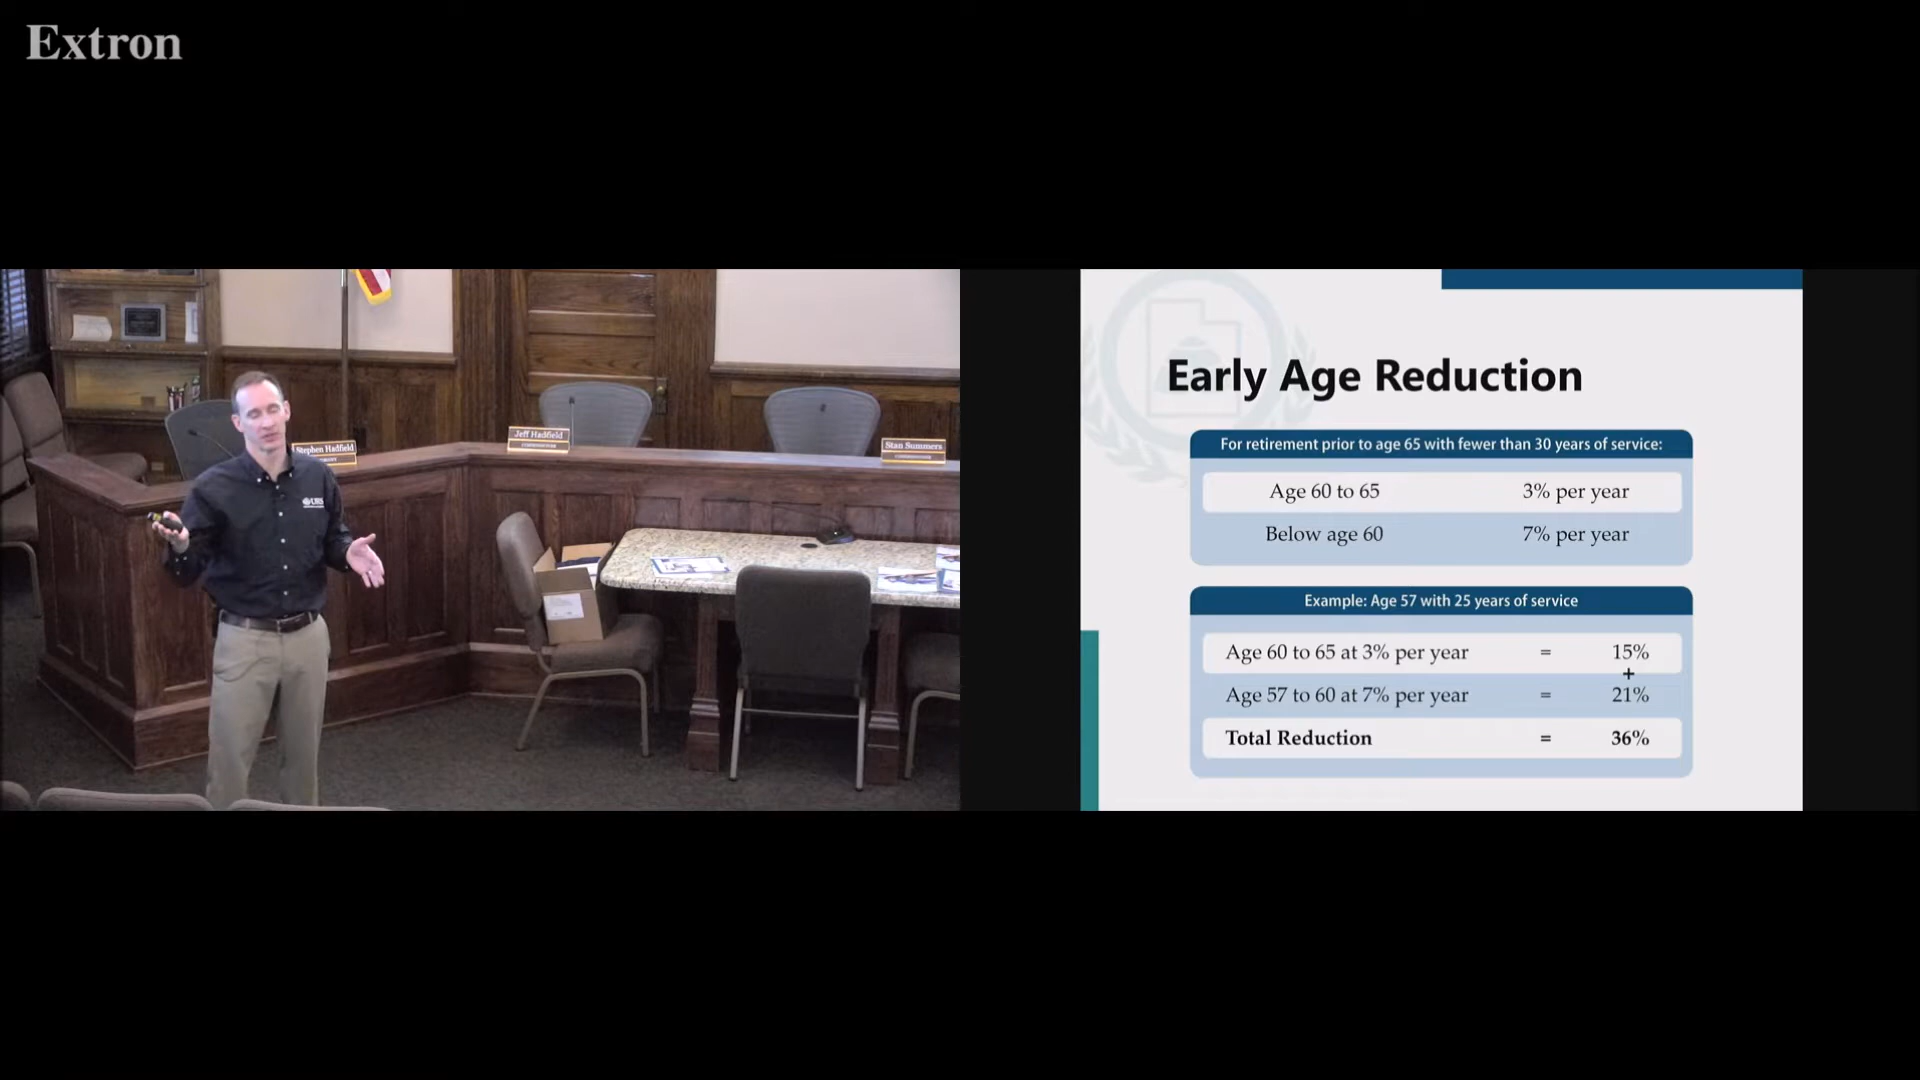 Extron
Stephen Hadfield
Jeff Hadfield
Stan Summers
URS
Early Age Reduction
For retirement prior to age 65 with fewer than 30 years of service:
Age 60 to 65 3% per year
Below age 60 7% per year
Example: Age 57 with 25 years of service
Age 60 to 65 at 3% per year = 15%
+
Age 57 to 60 at 7% per year = 21%
Total Reduction = 36%